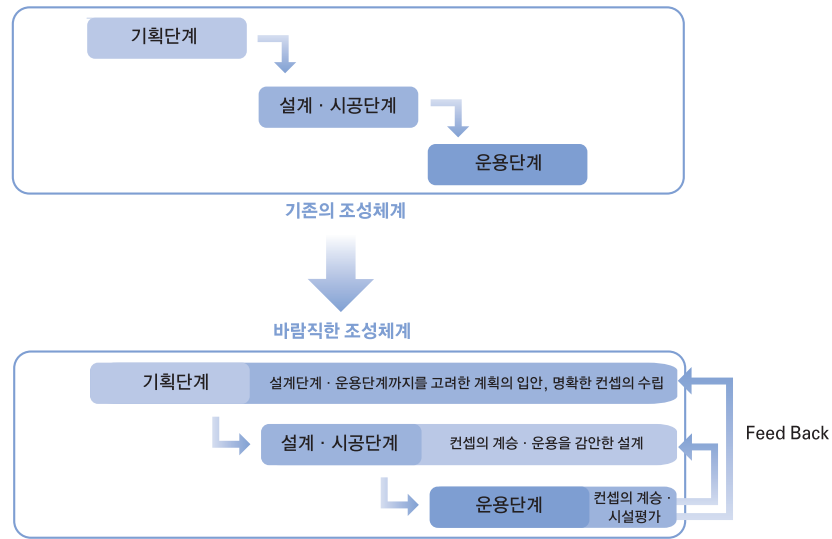 기획단계
설계 · 시공단계
운용단계
기존의 조성체계
바람직한 조성체계
기획단계
설계단계 · 운용단계까지를 고려한 계획의 입안, 명확한 컨셉의 수립
설계 · 시공단계
컨셉의 계승 · 운용을 감안한 설계
Feed Back
운용단계
컨셉의 계승 ·
시설평가